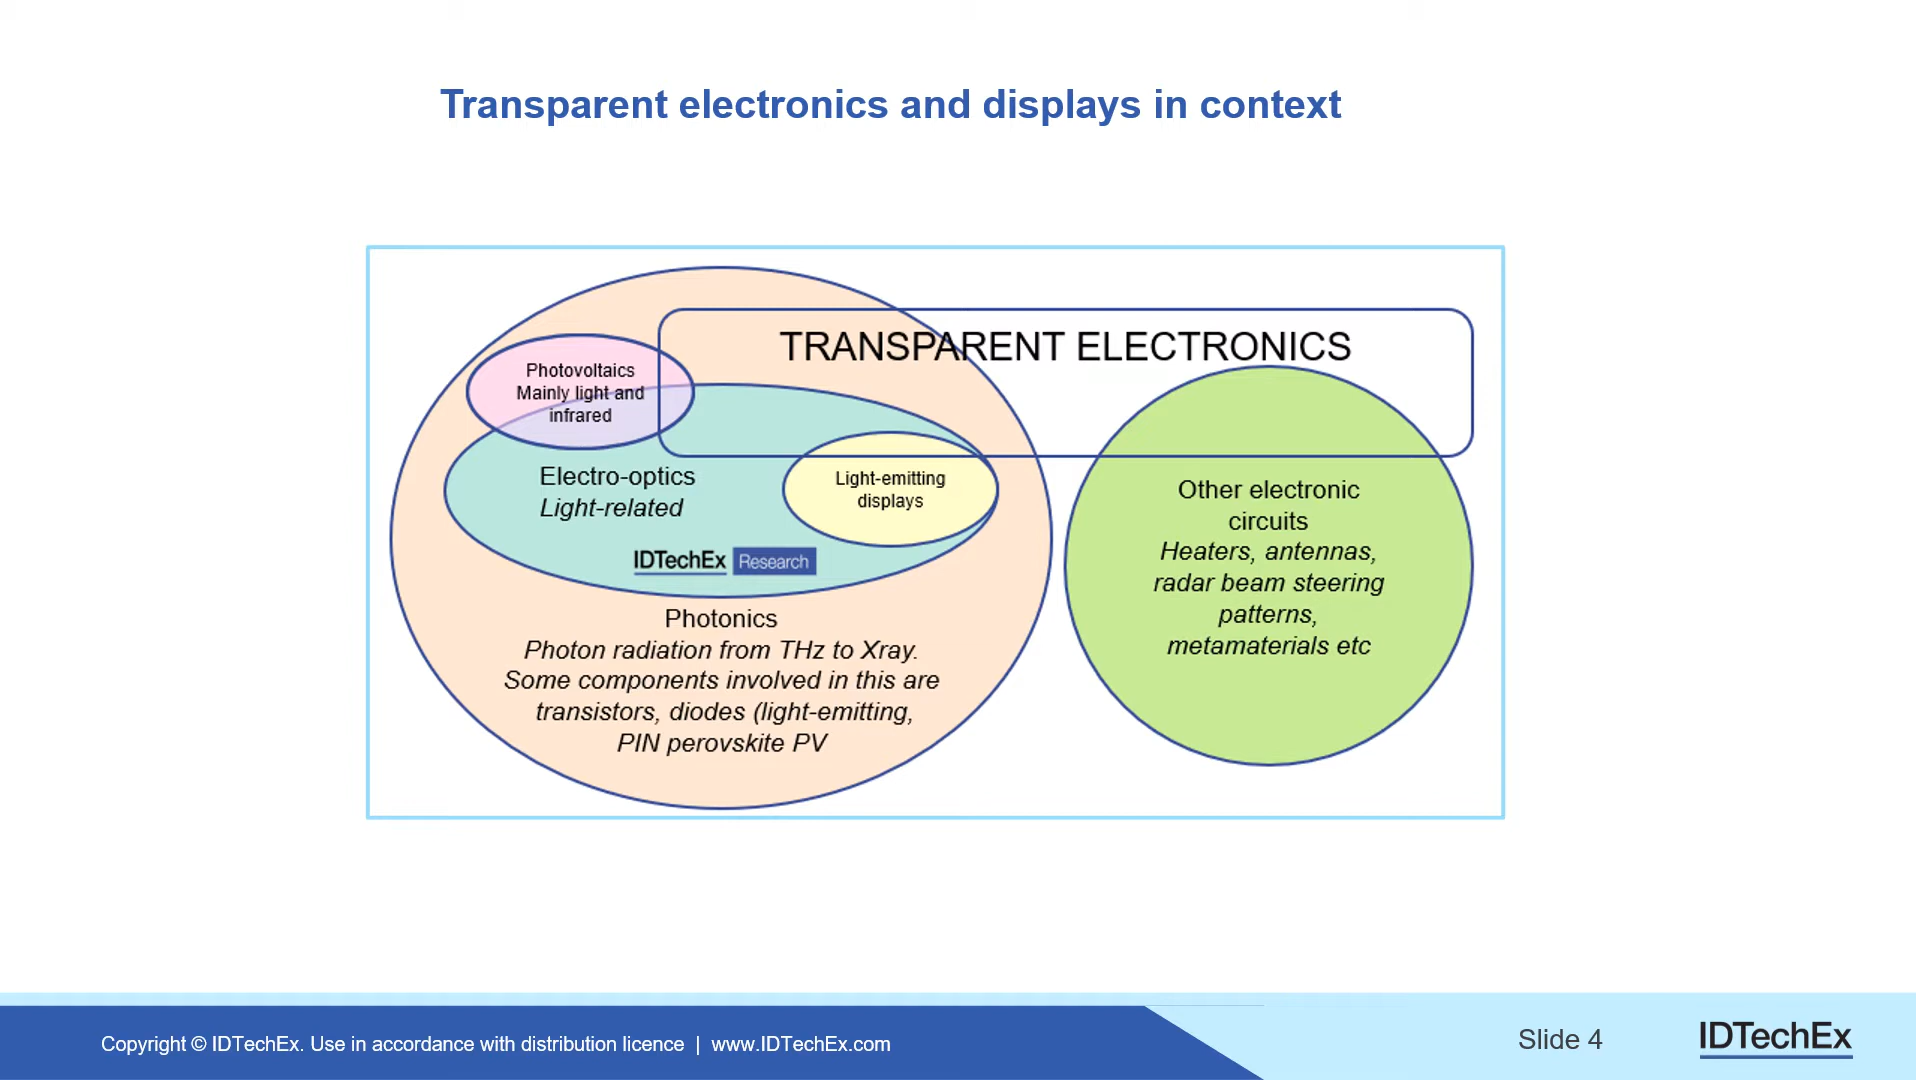 Transparent electronics and displays in context
TRANSPARENT ELECTRONICS
Photovoltaics
Mainly light and
infrared
Electro-optics
Light-related
Light-emitting
displays
IDTechEx Research
Photonics
Photon radiation from THz to Xray.
Some components involved in this are
transistors, diodes (light-emitting,
PIN perovskite PV
Other electronic
circuits
Heaters, antennas,
radar beam steering
patterns,
metamaterials etc
Copyright © IDTechEx. Use in accordance with distribution licence | www.IDTechEx.com
Slide 4
IDTechEx